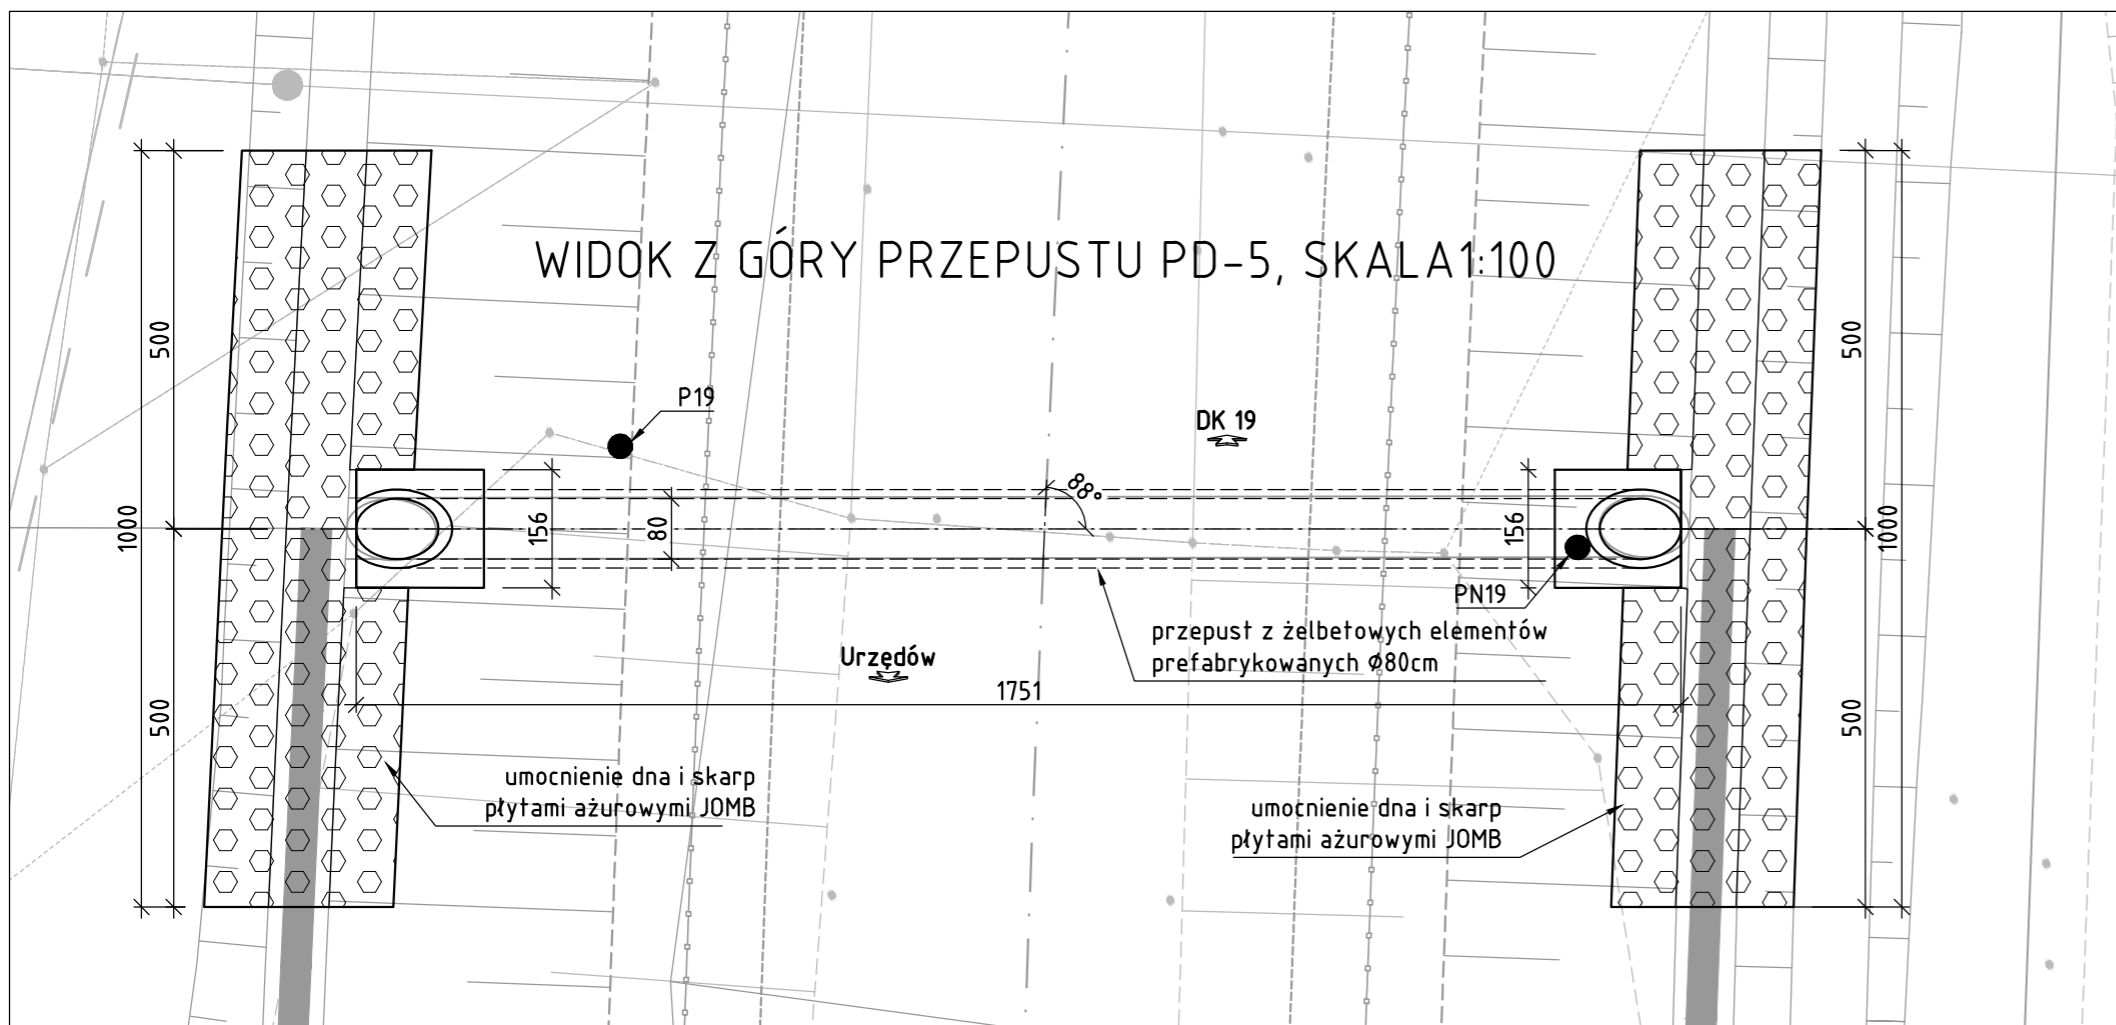 WIDOK Z GÓRY PRZEPUSTU PD-5, SKALA1:100
500
500
P19
DK 19
88°
1000
156
80
156
1000
PN19
przepust z żelbetowych elementów
prefabrykowanych Ø80cm
Urzędów
1751
500
500
umocnienie dna i skarp
płytami ażurowymi JOMB
umocnienie dna i skarp
płytami ażurowymi JOMB